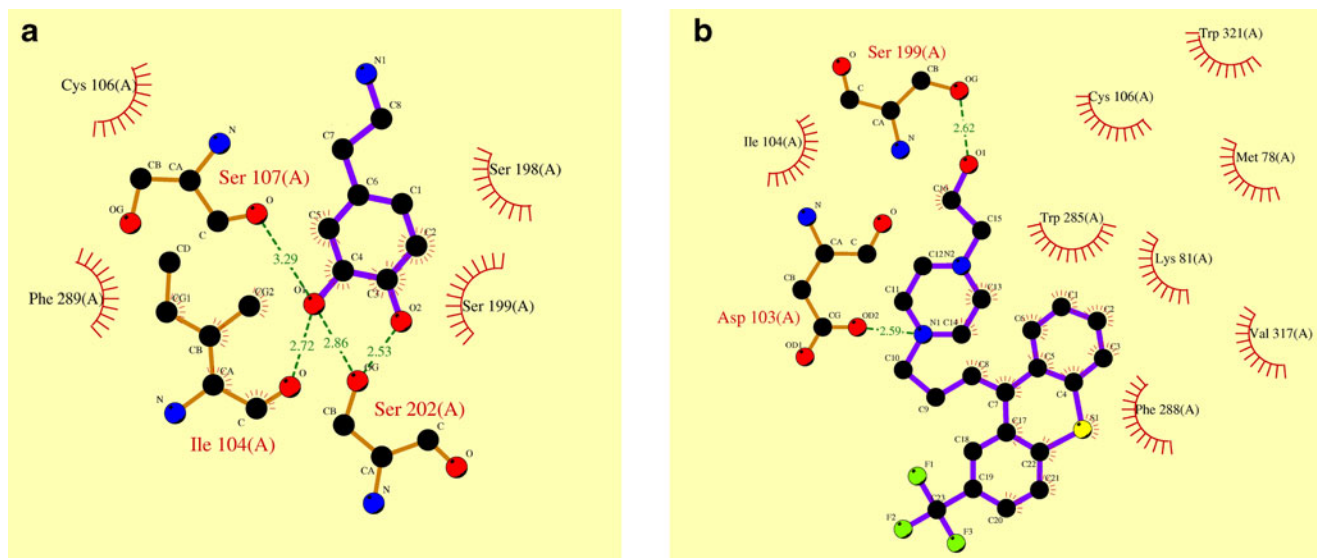 a
Cys 106(A)
N1
C8
C7
N
CB
CA
Ser 107(A)
C6
C1
Ser 198(A)
OG
O
C5
C2
C
CD
3.29
C4
C3
Phe 289(A)
CG1
CG2
O2
Ser 199(A)
CB
2.72
2.86
2.53
CA
O
OG
N
C
Ser 202(A)
Ile 104(A)
CB
C
CA
O
N
b
Ser 199(A)
Trp 321(A)
O
CB
OG
C
CA
Cys 106(A)
N
2.62
Ile 104(A)
O1
Met 78(A)
C16
N
O
C15
Trp 285(A)
CA
C
C12
N2
Lys 81(A)
CB
C11
C13
C1
Asp 103(A)
CG
OD2
2.59
N1
C14
C6
C2
Val 317(A)
OD1
C10
C5
C3
C8
C4
C9
C7
Phe 288(A)
C17
S1
C18
C22
F1
C19
C21
C23
C20
F2
F3